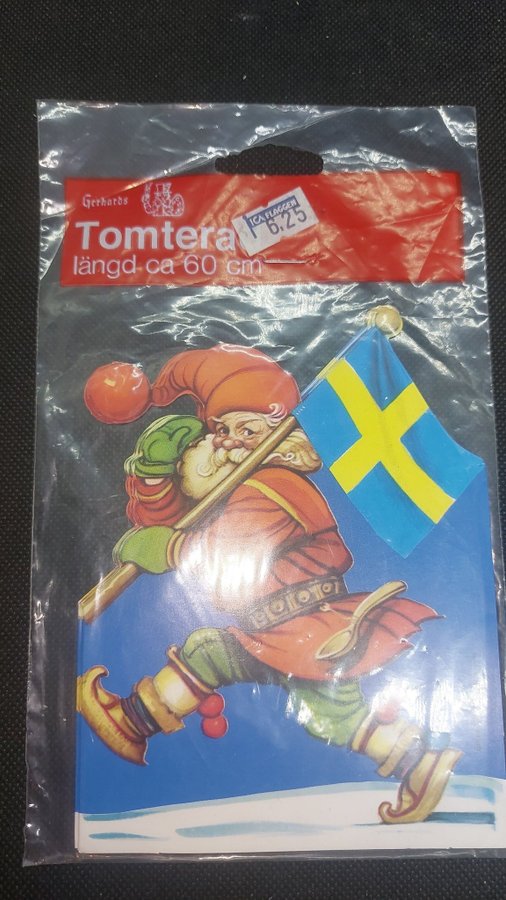 Gerhards
ICA FLAGGEN
6.25
Tomtera
längd ca 60 cm